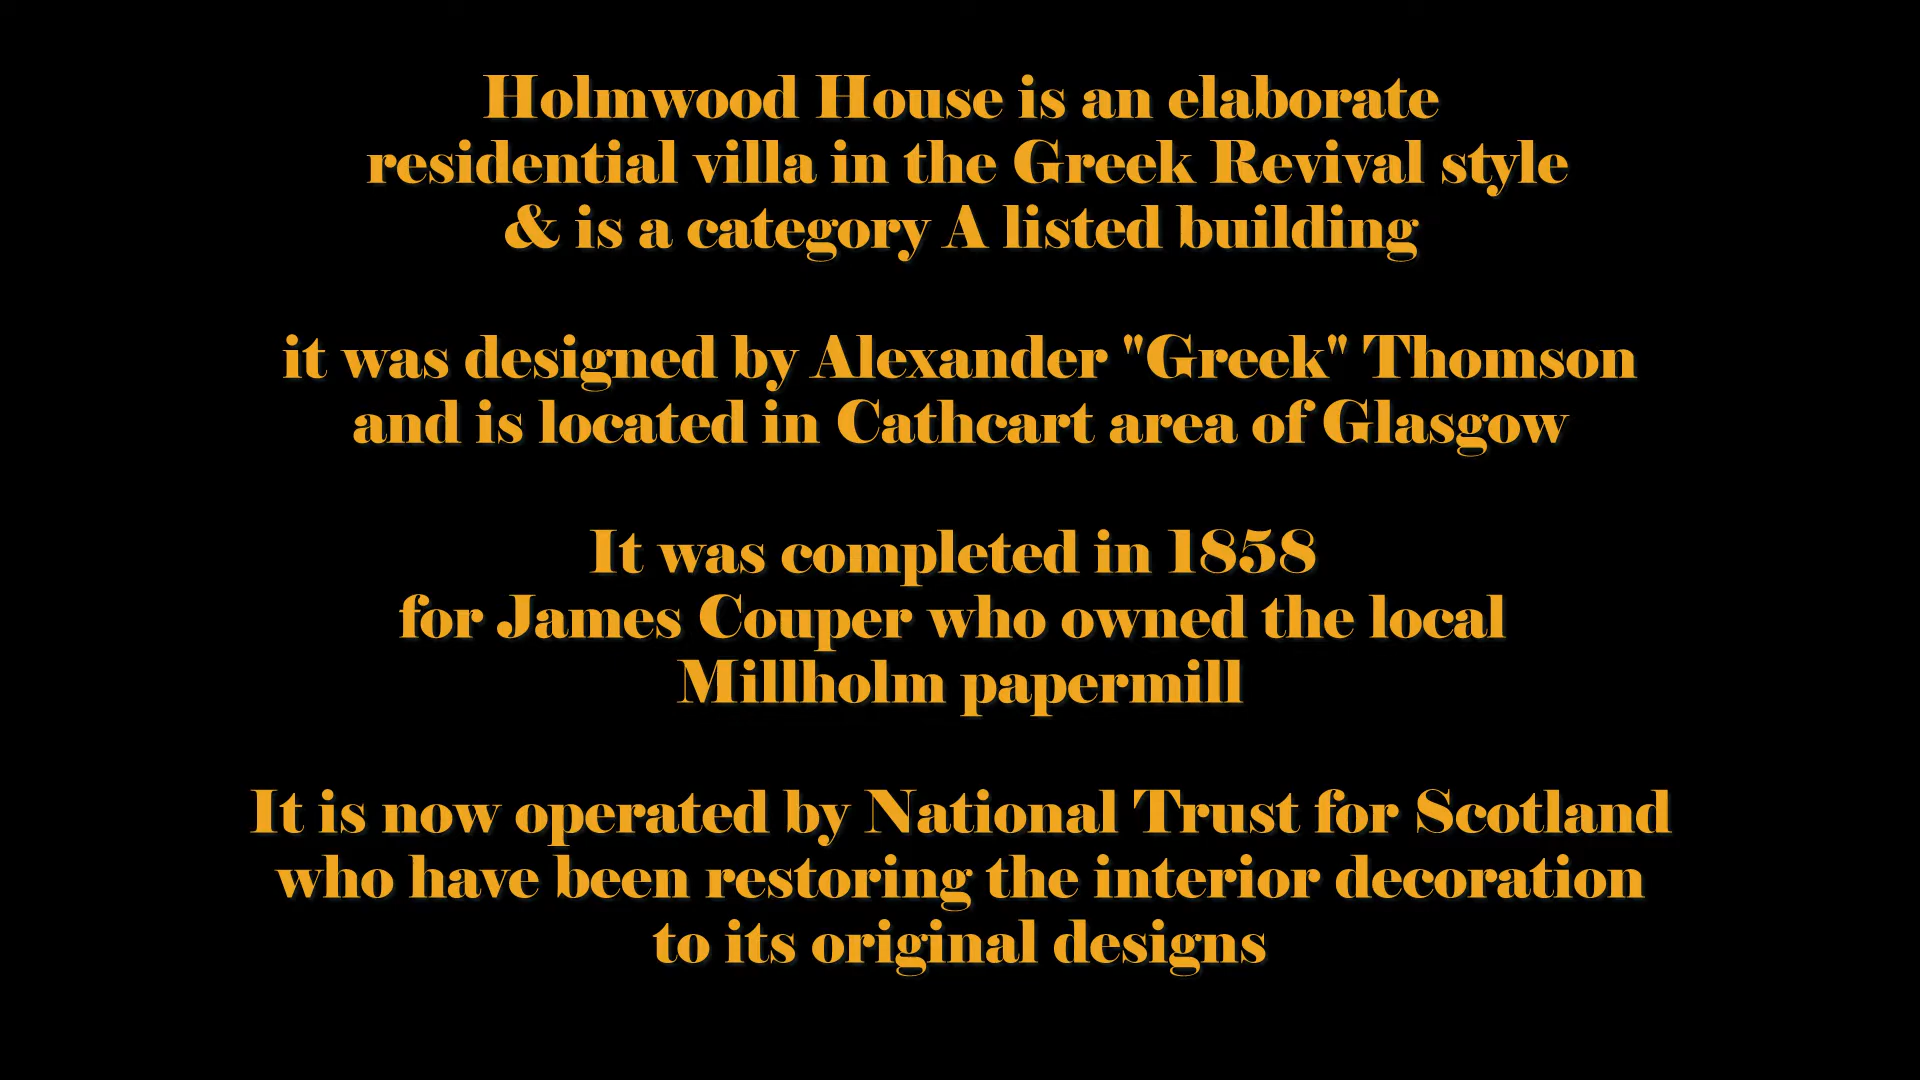 Holmwood House is an elaborate
residential villa in the Greek Revival style
& is a category A listed building
it was designed by Alexander "Greek" Thomson
and is located in Cathcart area of Glasgow
It was completed in 1858
for James Couper who owned the local
Millholm papermill
It is now operated by National Trust for Scotland
who have been restoring the interior decoration
to its original designs